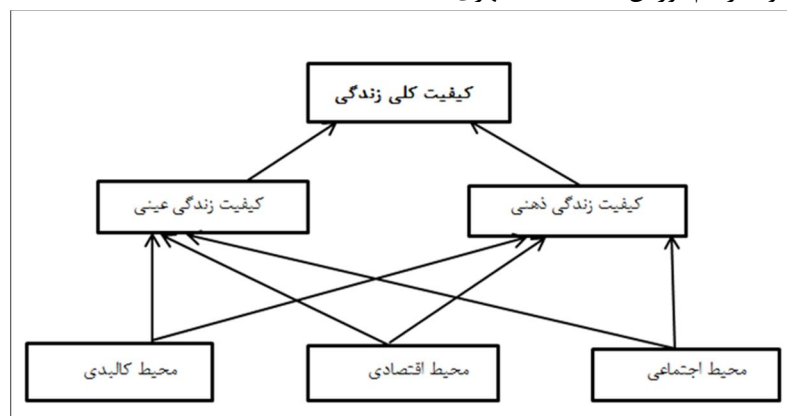 کیفیت کلی زندگی
کیفیت زندگی ذهنی
کیفیت زندگی عینی
محیط اجتماعی
محیط اقتصادی
محیط کالبدی